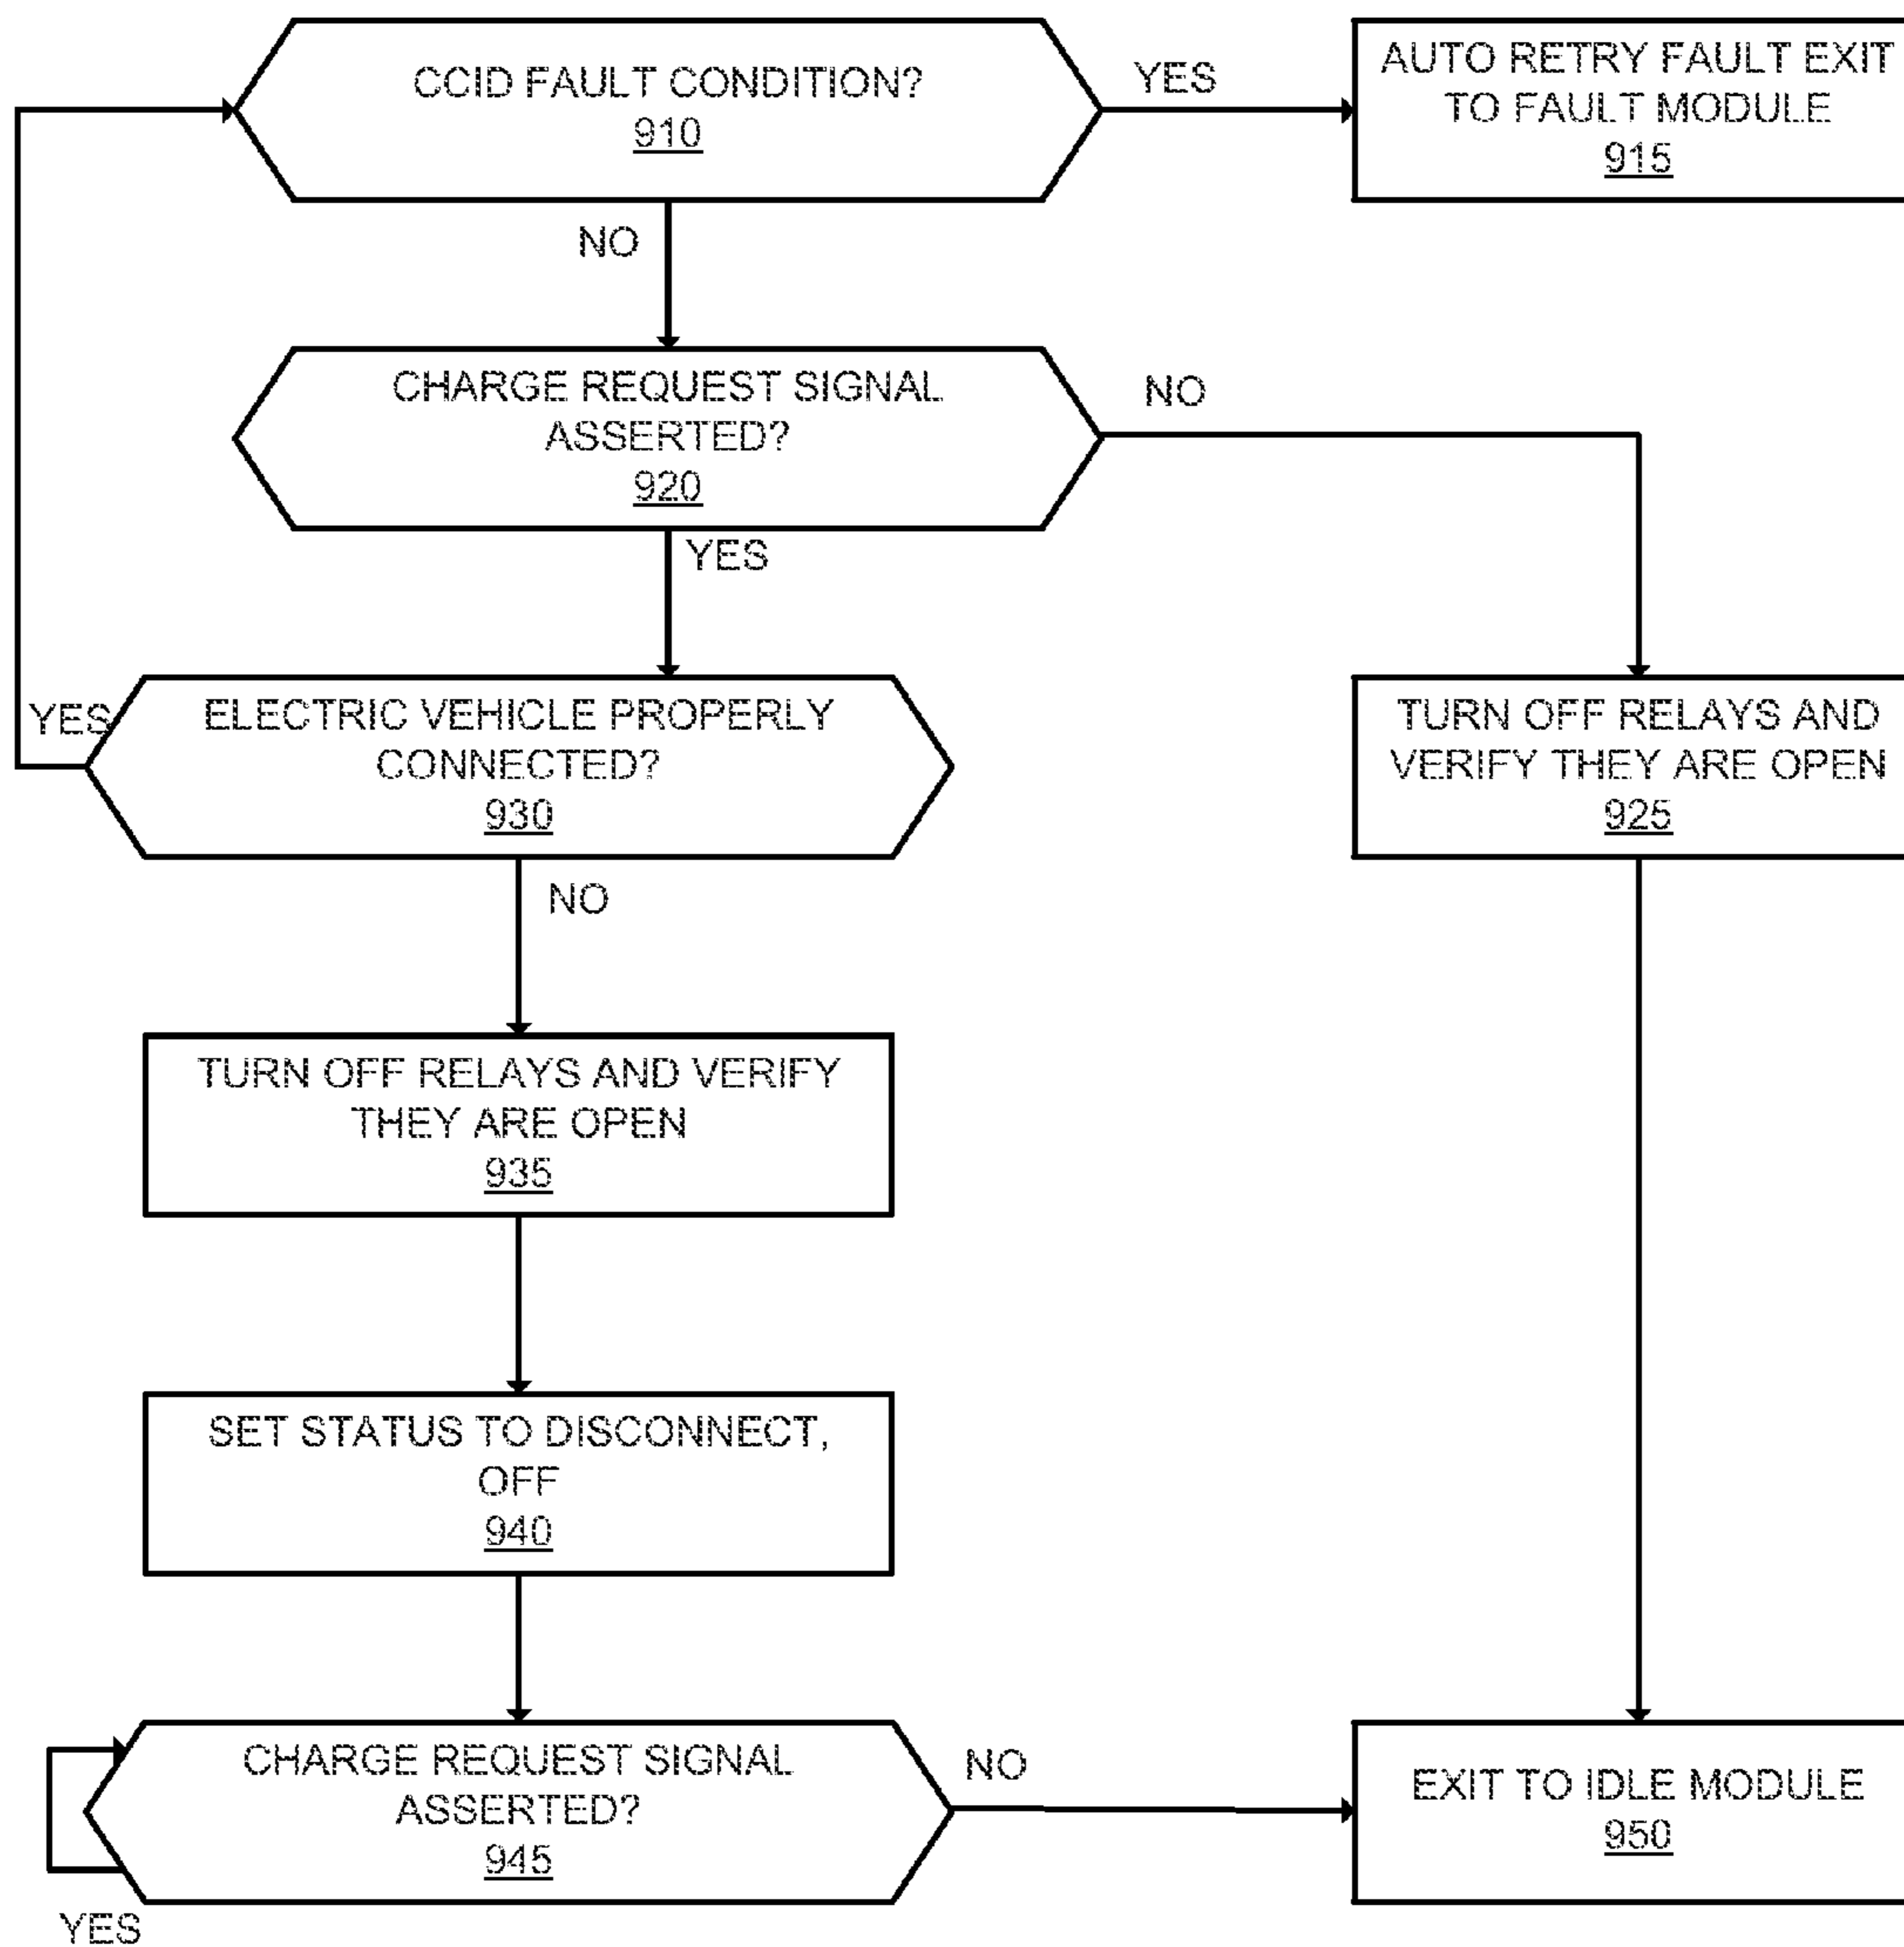 CCID FAULT CONDITION?
910
YES
AUTO RETRY FAULT EXIT
TO FAULT MODULE
915
NO
CHARGE REQUEST SIGNAL
ASSERTED?
920
NO
YES
YES
ELECTRIC VEHICLE PROPERLY
CONNECTED?
930
TURN OFF RELAYS AND
VERIFY THEY ARE OPEN
925
NO
TURN OFF RELAYS AND VERIFY
THEY ARE OPEN
935
SET STATUS TO DISCONNECT,
OFF
940
CHARGE REQUEST SIGNAL
ASSERTED?
945
NO
EXIT TO IDLE MODULE
950
YES